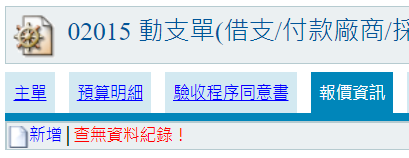 02015 動支單(借支/付款廠商/採
主單 預算明細 驗收程序同意書 報價資訊
新增 查無資料紀錄！